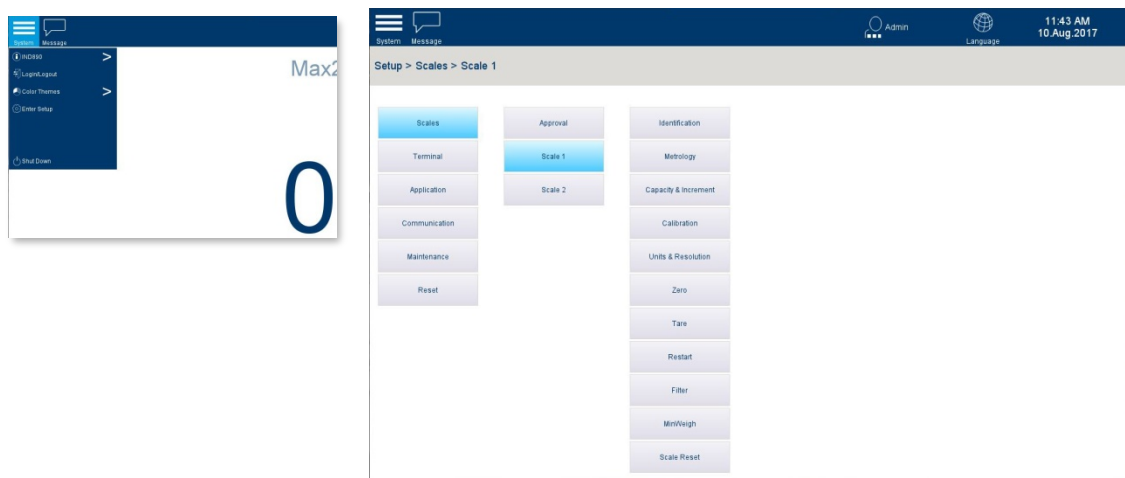 System Message
IND890 >
Login/Logout
Color Themes >
Enter Setup
Shut Down
Max2
0
System Message Admin Language 11:43 AM
10.Aug.2017
Setup > Scales > Scale 1
Scales Approval Identification
Terminal Scale 1 Metrology
Application Scale 2 Capacity & Increment
Communication Calibration
Maintenance Units & Resolution
Reset Zero
Tare
Restart
Filter
MinWeigh
Scale Reset